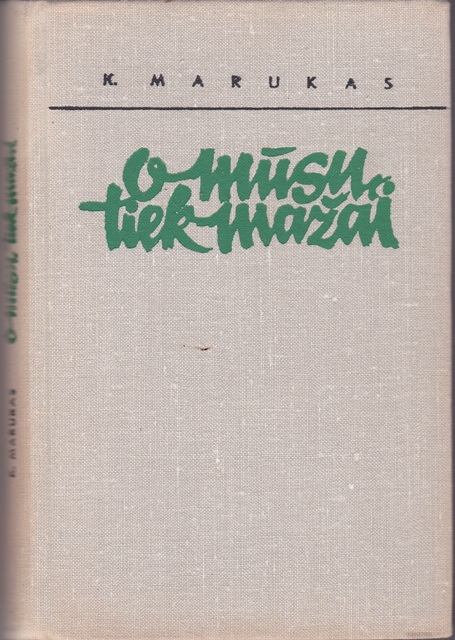 K. MARUKAS
o mūsų
tiek mažai
o mūsų tiek mažai
K. MARUKAS